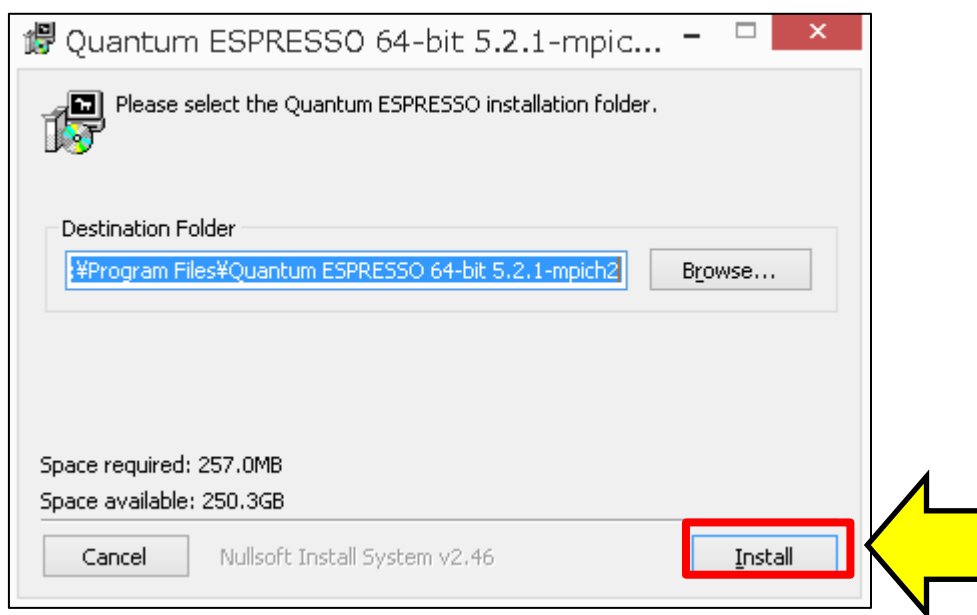 Quantum ESPRESSO 64-bit 5.2.1-mpic...
Please select the Quantum ESPRESSO installation folder.
Destination Folder
:¥Program Files¥Quantum ESPRESSO 64-bit 5.2.1-mpich2
Browse...
Space required: 257.0MB
Space available: 250.3GB
Cancel
Nullsoft Install System v2.46
Install